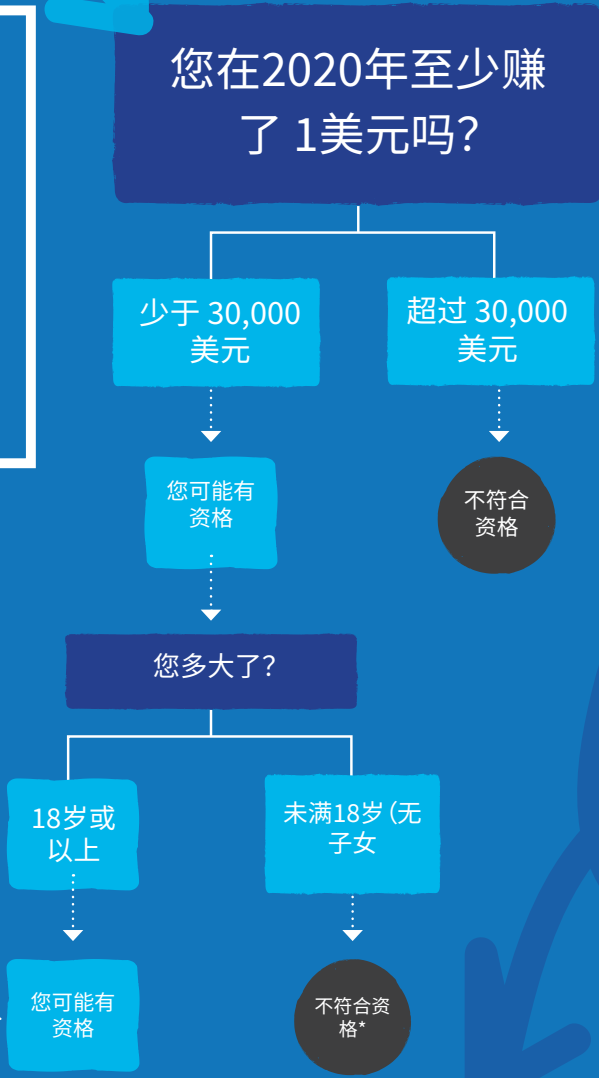 您在2020年至少赚
了 1美元吗?
少于 30,000
美元
超过 30,000
美元
您可能有
资格
不符合
资格
您多大了?
18岁或
以上
未满18岁（无
子女
您可能有
资格
不符合资
格*